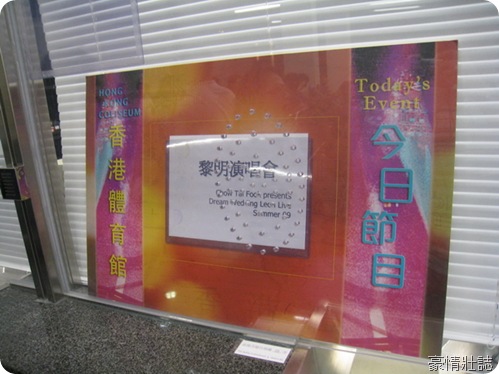 HONG
KONG
COLISEUM
香港體育館
黎明演唱會
Chow Tai Fook presents
Dream Wedding Leon Live
Summer 09
Today's
Event
今日節目
豪情壯誌